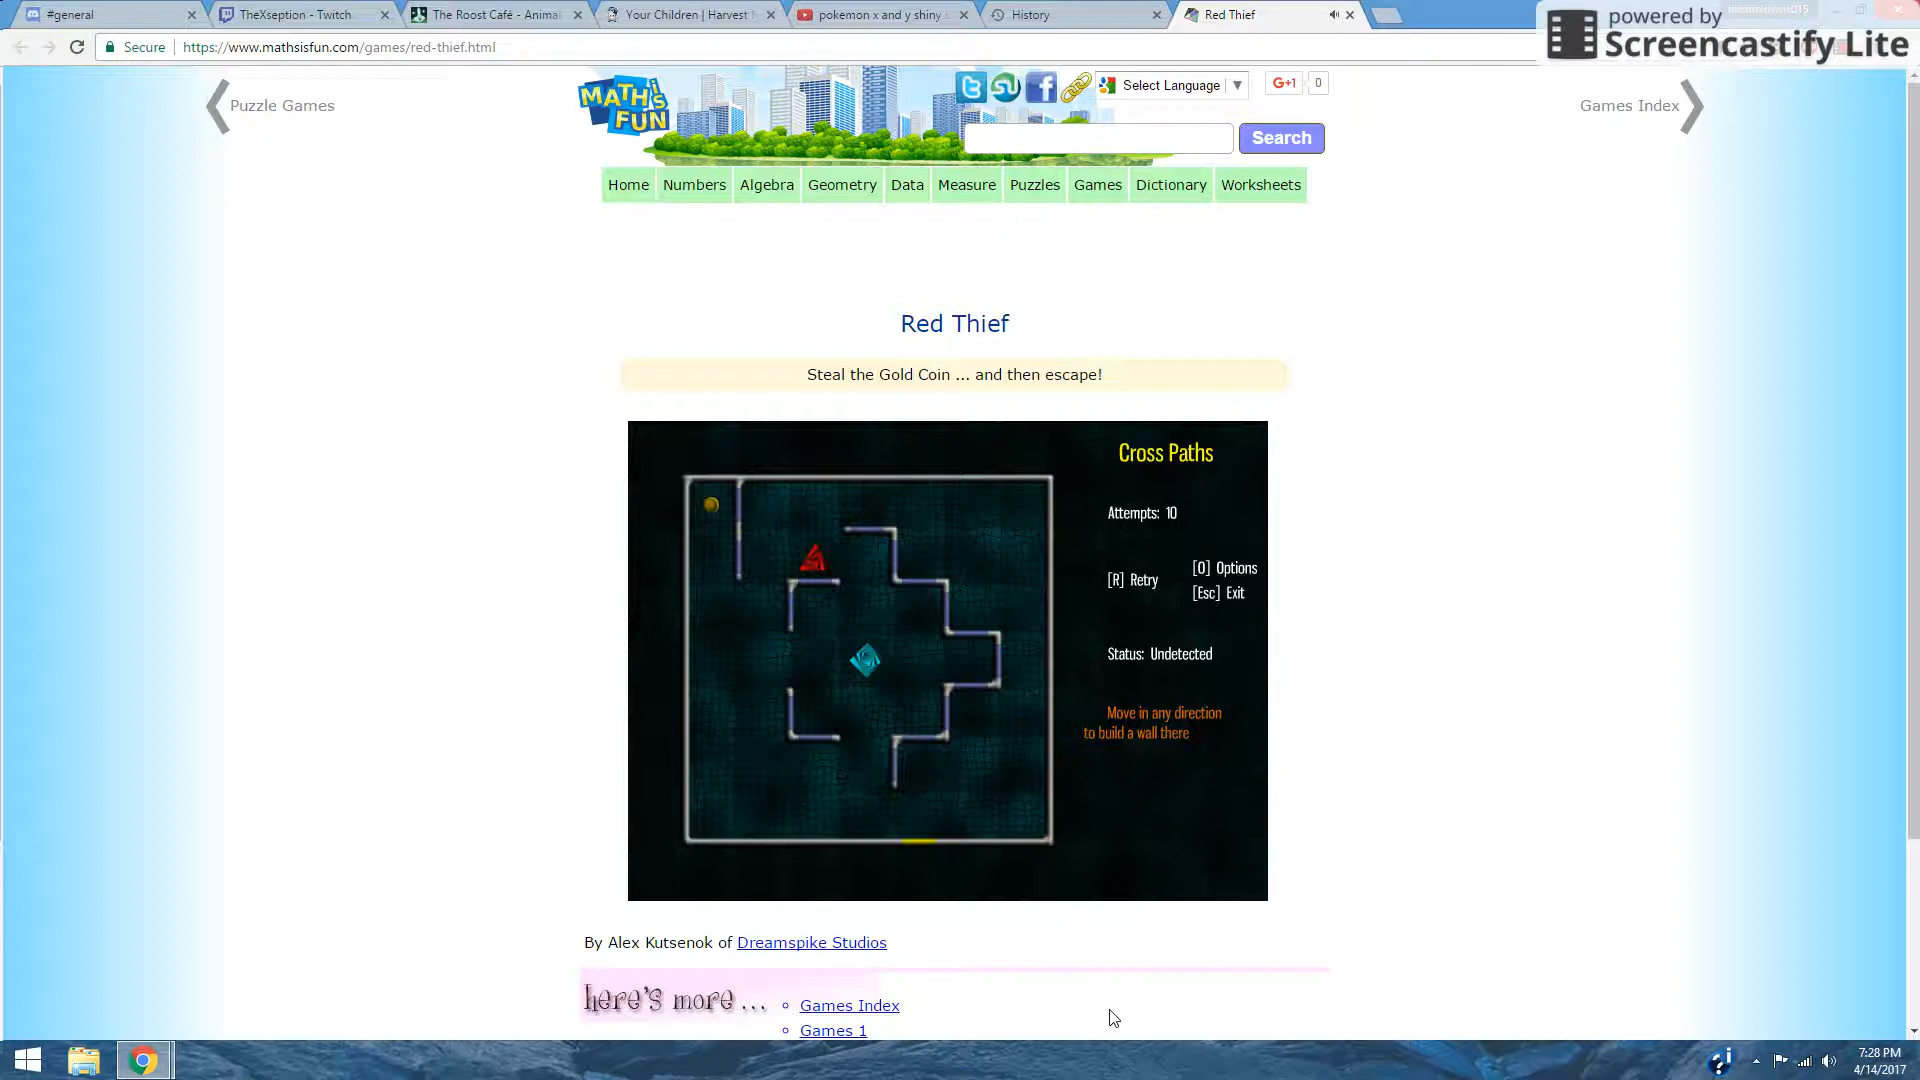 #general
TheXseption - Twitch
The Roost Café - Anima
Your Children | Harvest
pokemon x and y shiny
History
Red Thief
powered by
Screencastify Lite
Secure
https://www.mathsisfun.com/games/red-thief.html
Puzzle Games
MATHS
IS
FUN
Select Language
G+1
0
Games Index
Search
Home
Numbers
Algebra
Geometry
Data
Measure
Puzzles
Games
Dictionary
Worksheets
Red Thief
Steal the Gold Coin ... and then escape!
Cross Paths
Attempts: 10
[R] Retry
[O] Options
[Esc] Exit
Status: Undetected
Move in any direction
to build a wall there
By Alex Kutsenok of Dreamspike Studios
here's more ...
Games Index
Games 1
7:28 PM
4/14/2017